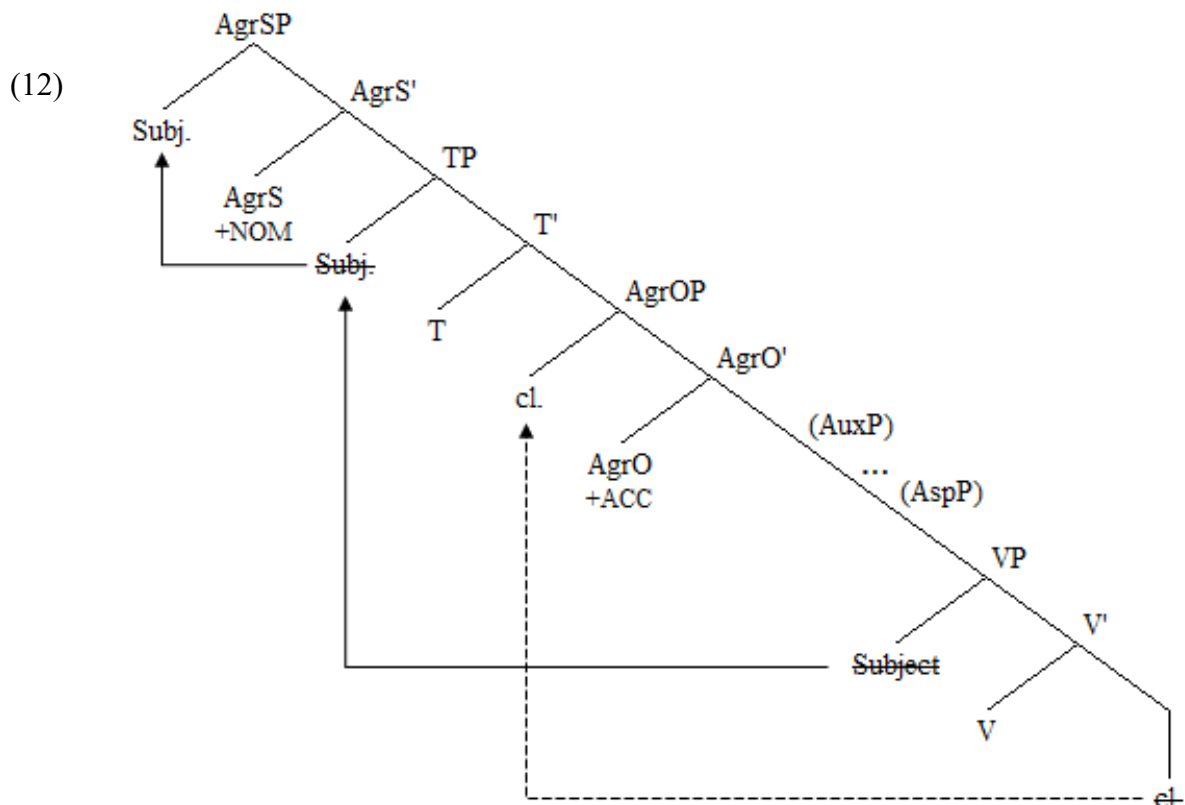 AgrSP
(12)
AgrS'
Subj.
TP
AgrS
+NOM
T'
Subj.
AgrOP
T
AgrO'
cl.
(AuxP)
AgrO
+ACC
...
(AspP)
VP
V'
Subject
V
cl.